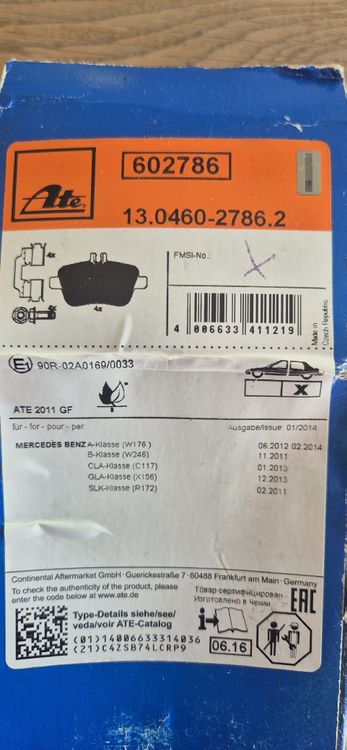 602786
Ate
13.0460-2786.2
4x
4x
4x
FMSI-No.:
4 006633 411219
Made in
Czech Republic
E1 90R-02A0169/0033
X
ATE 2011 GF
für - for - pour - per
Ausgabe/Issue: 01/2014
MERCEDES BENZ A-Klasse (W176) 06.2012 02.2014
B-Klasse (W246) 11.2011
CLA-Klasse (C117) 01.2013
GLA-Klasse (X156) 12.2013
SLK-Klasse (R172) 02.2011
Continental Aftermarket GmbH · Guerickestraße 7 · 60488 Frankfurt am Main · Germany
To check the authenticity of the product, please
enter the code below at www.ate.de
Товар сертифицирован
Изготовлено в Чехии
EAC
Type-Details siehe/see/
veda/voir ATE-Catalog
(01)14006633314036
(21)C4ZSB74LCRP9
i
06.16